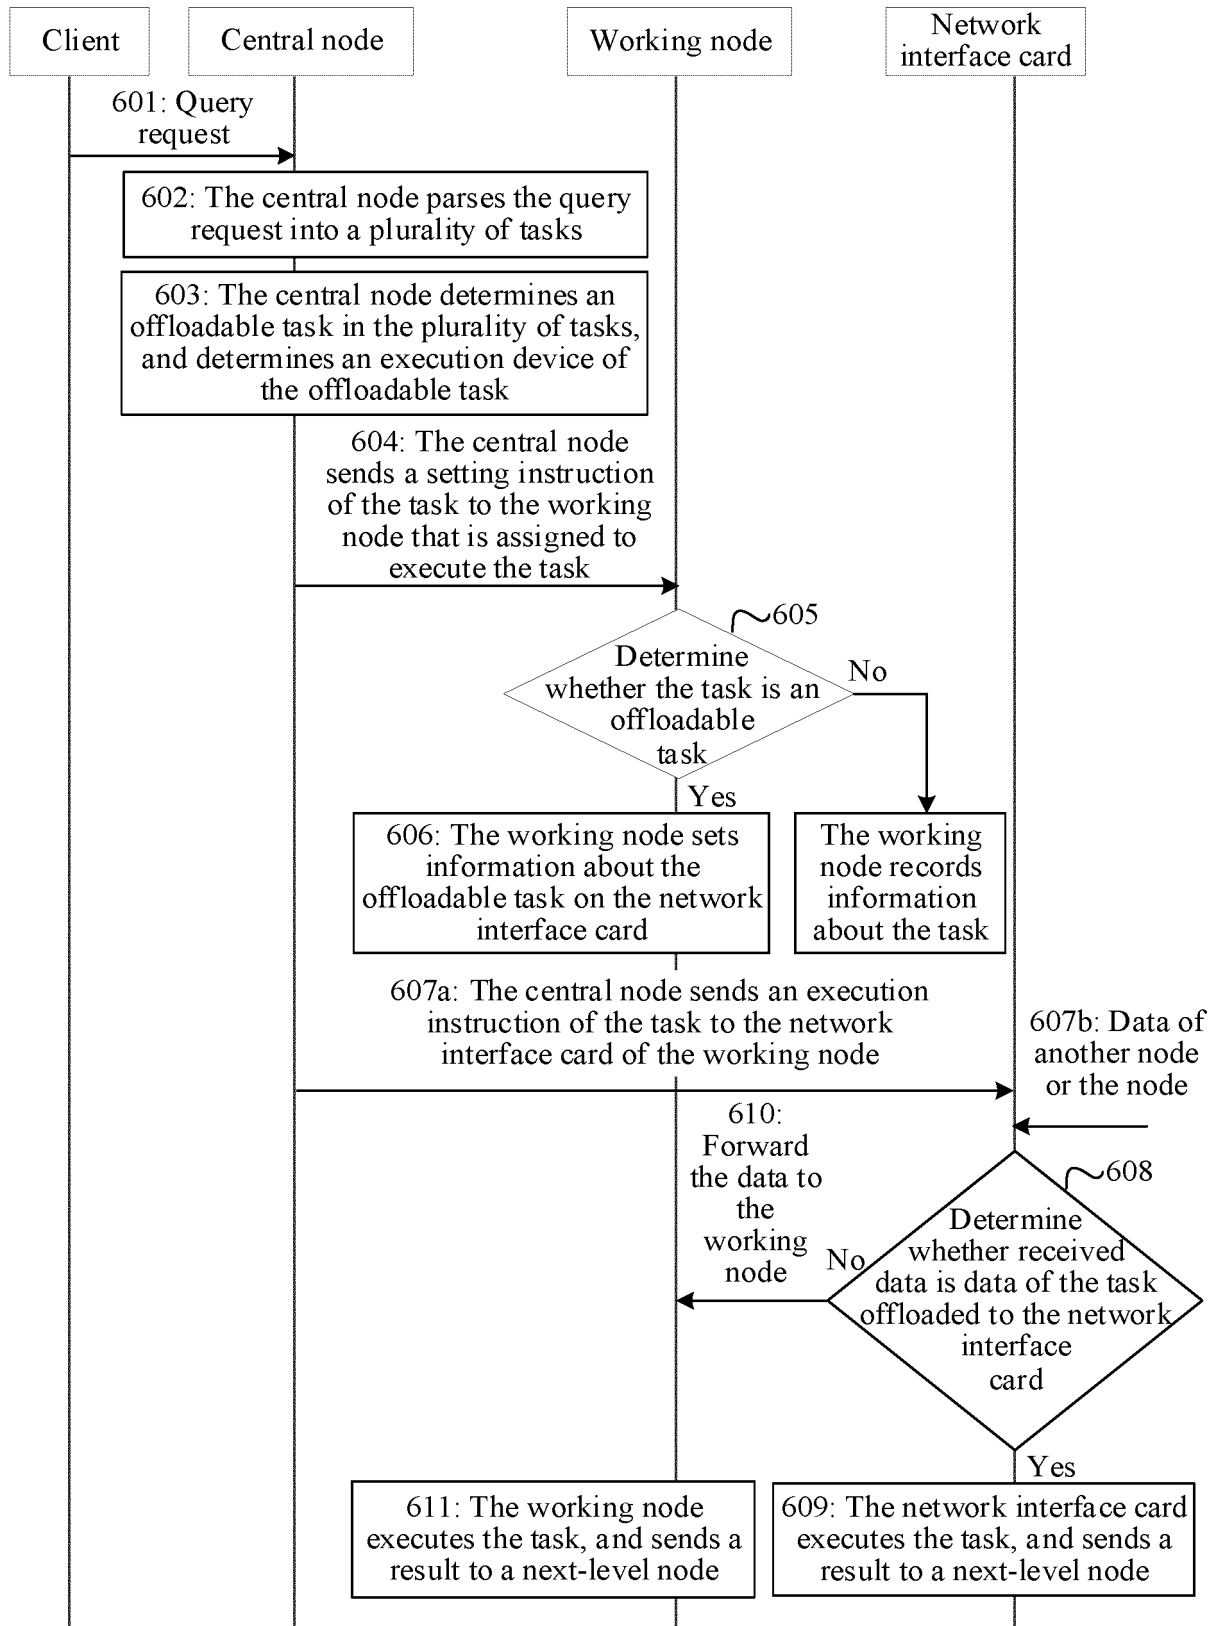 Client
Central node
Working node
Network
interface card
601: Query
request
602: The central node parses the query
request into a plurality of tasks
603: The central node determines an
offloadable task in the plurality of tasks,
and determines an execution device of
the offloadable task
604: The central node
sends a setting instruction
of the task to the working
node that is assigned to
execute the task
605
Determine
whether the task is an
offloadable
task
No
Yes
606: The working node sets
information about the
offloadable task on the network
interface card
The working
node records
information
about the task
607a: The central node sends an execution
instruction of the task to the network
interface card of the working node
607b: Data of
another node
or the node
610:
Forward
the data to
the
working
node
608
Determine
whether received
data is data of the task
offloaded to the network
interface
card
No
Yes
611: The working node
executes the task, and sends a
result to a next-level node
609: The network interface card
executes the task, and sends a
result to a next-level node